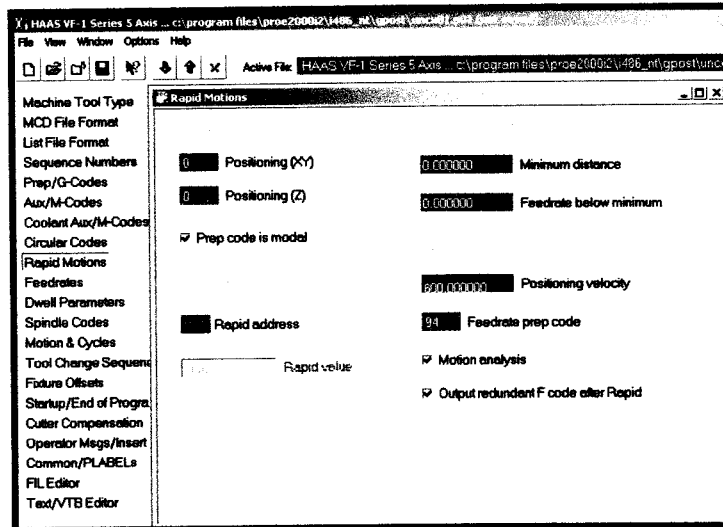 HAAS VF-1 Series 5 Axis ... c:\program files\proe2000i2\i486_nt\gpost\uncx01
File View Window Options Help
Active File: HAAS VF-1 Series 5 Axis ... c:\program files\proe2000i2\i486_nt\gpost\unc
Machine Tool Type
MCD File Format
List File Format
Sequence Numbers
Prep/G-Codes
Aux/M-Codes
Coolant Aux/M-Codes
Circular Codes
Rapid Motions
Feedrates
Dwell Parameters
Spindle Codes
Motion & Cycles
Tool Change Sequenc
Fixture Offsets
Startup/End of Progra
Cutter Compensation
Operator Msgs/Insert
Common/PLABELs
FIL Editor
Text/VTB Editor
Rapid Motions
0 Positioning (XY)
0.000000 Minimum distance
0 Positioning (Z)
0.000000 Feedrate below minimum
Prep code is modal
600.000000 Positioning velocity
Rapid address
94 Feedrate prep code
Rapid value
Motion analysis
Output redundant F code after Rapid